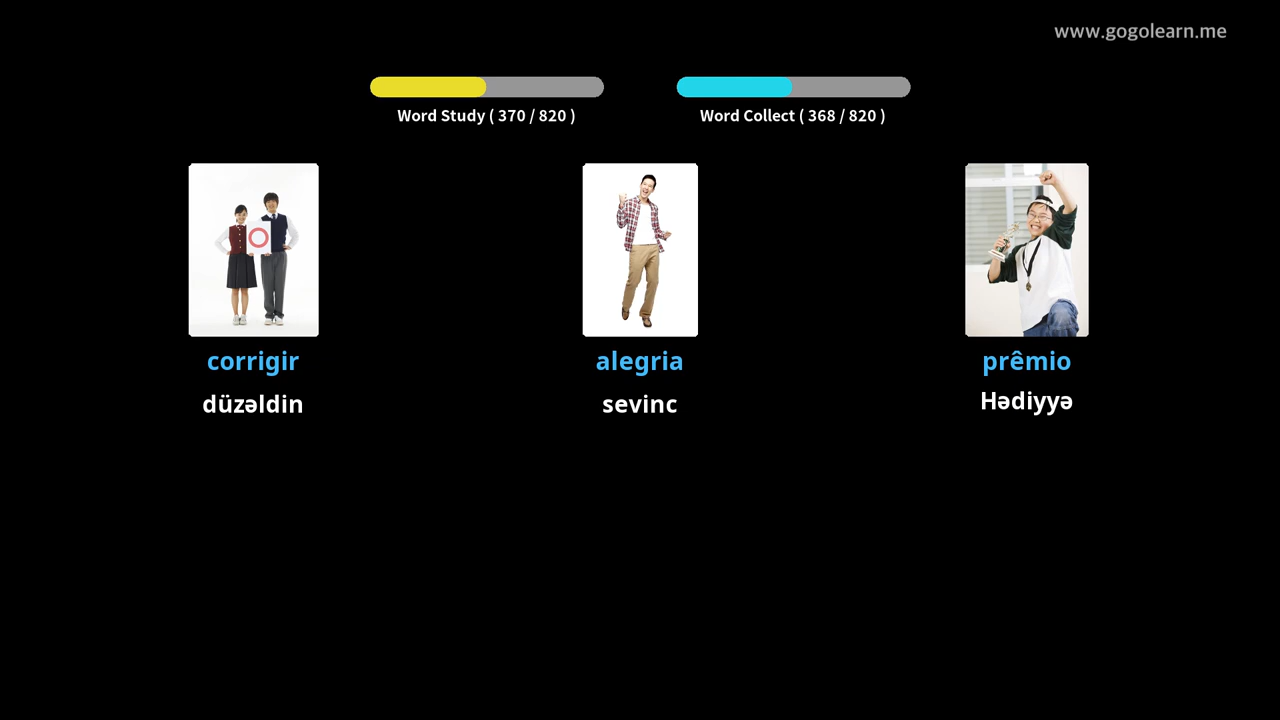 www.gogolearn.me
Word Study ( 370 / 820 )
Word Collect ( 368 / 820 )
corrigir
alegria
prêmio
düzəldin
sevinc
Hədiyyə